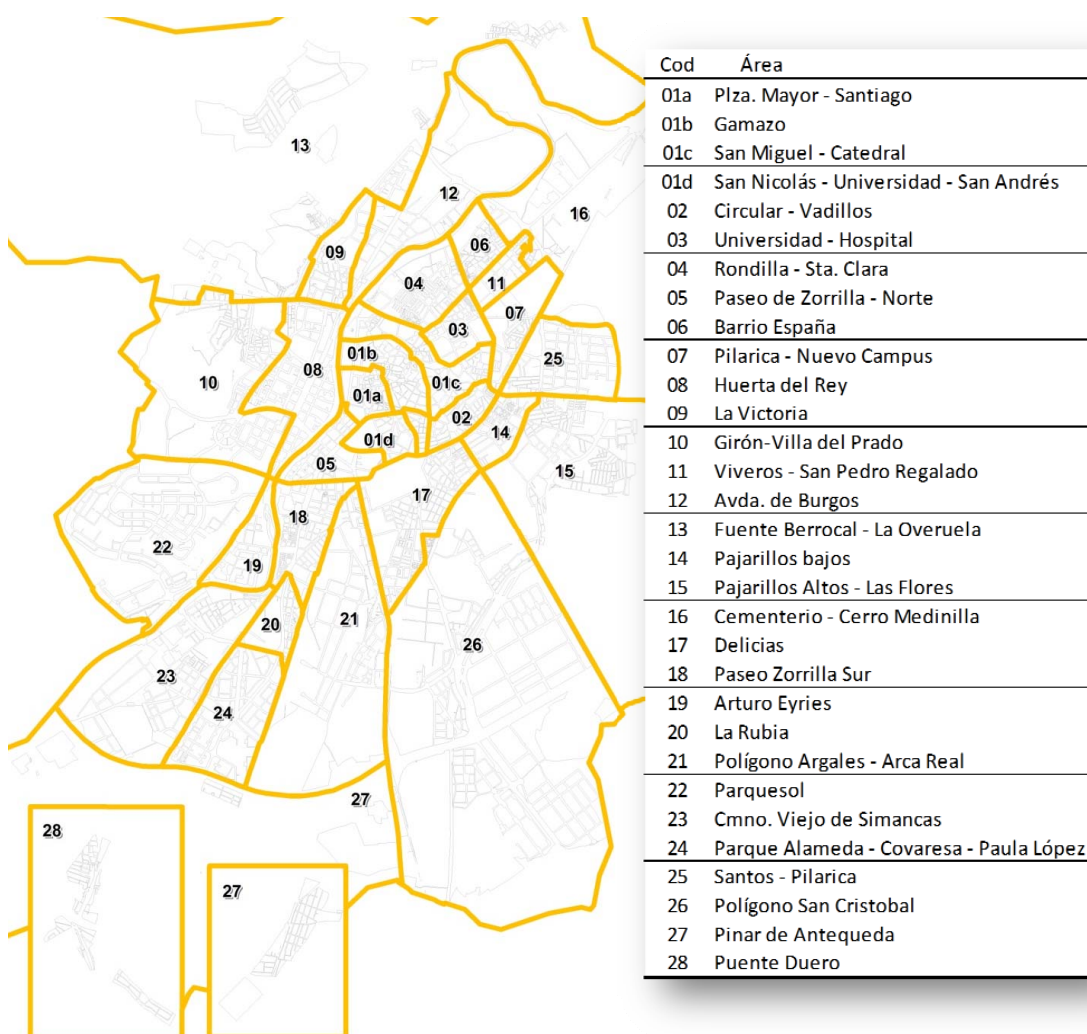 Cod Área
01a Plza. Mayor - Santiago
01b Gamazo
01c San Miguel - Catedral
01d San Nicolás - Universidad - San Andrés
02 Circular - Vadillos
03 Universidad - Hospital
04 Rondilla - Sta. Clara
05 Paseo de Zorrilla - Norte
06 Barrio España
07 Pilarica - Nuevo Campus
08 Huerta del Rey
09 La Victoria
10 Girón-Villa del Prado
11 Viveros - San Pedro Regalado
12 Avda. de Burgos
13 Fuente Berrocal - La Overuela
14 Pajarillos bajos
15 Pajarillos Altos - Las Flores
16 Cementerio - Cerro Medinilla
17 Delicias
18 Paseo Zorrilla Sur
19 Arturo Eyries
20 La Rubia
21 Polígono Argales - Arca Real
22 Parquesol
23 Cmno. Viejo de Simancas
24 Parque Alameda - Covaresa - Paula López
25 Santos - Pilarica
26 Polígono San Cristobal
27 Pinar de Antequeda
28 Puente Duero
13
12
16
09
06
04
11
07
03
01b
25
08
10
01c
01a
02
14
01d
05
15
17
18
22
19
21
20
26
23
24
27
28
27